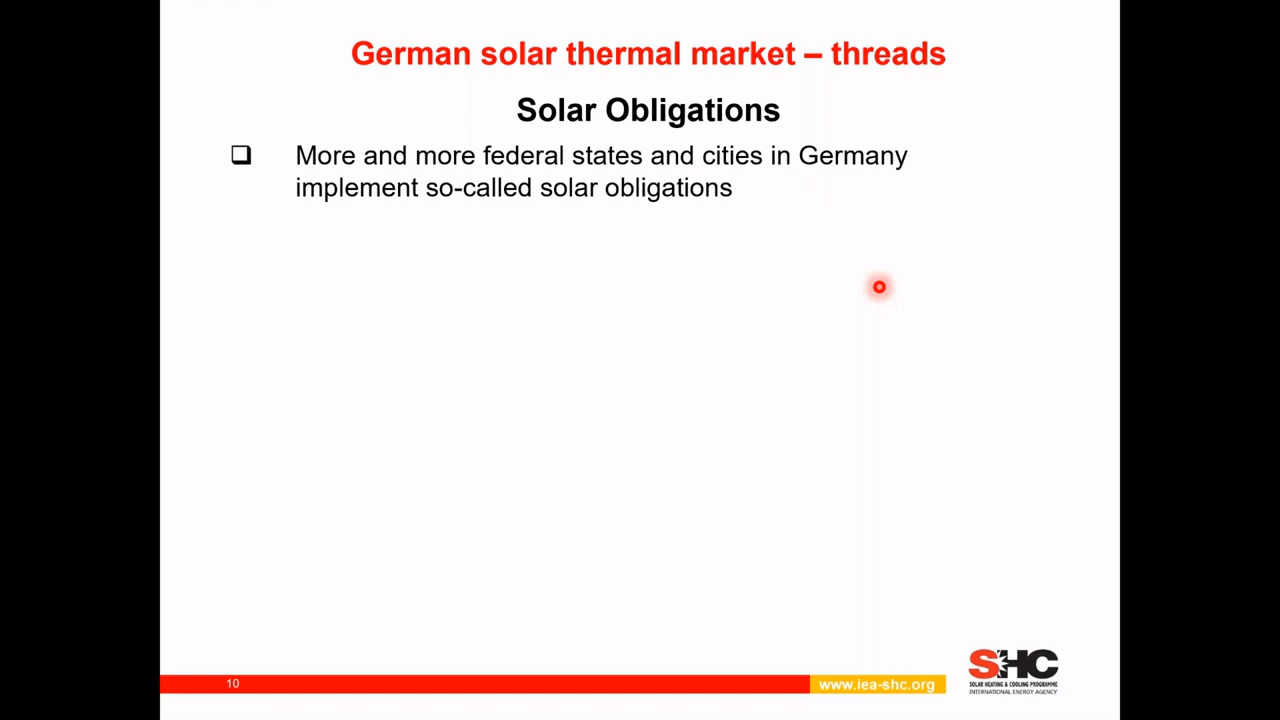 German solar thermal market – threads
Solar Obligations
More and more federal states and cities in Germany
implement so-called solar obligations
10
www.iea-shc.org
SHC
SOLAR HEATING & COOLING PROGRAMME
INTERNATIONAL ENERGY AGENCY